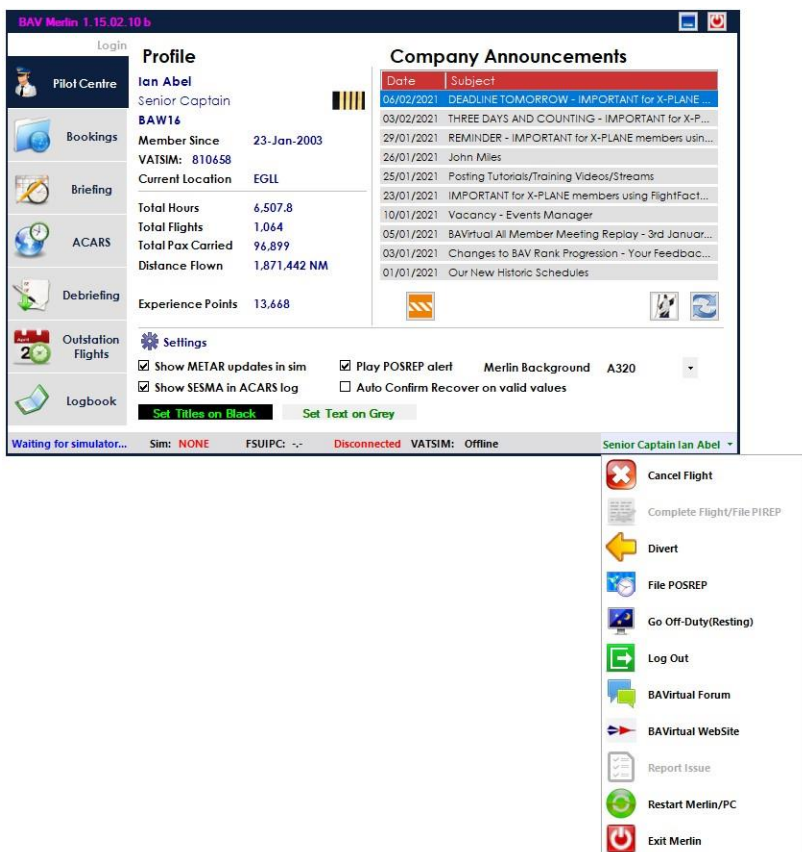 BAV Merlin 1.15.02.10 b
Login
Pilot Centre
Bookings
Briefing
ACARS
Debriefing
April
2
Outstation
Flights
Logbook
Profile
Ian Abel
Senior Captain
BAW16
Member Since 23-Jan-2003
VATSIM: 810658
Current Location EGLL
Total Hours 6,507.8
Total Flights 1,064
Total Pax Carried 96,899
Distance Flown 1,871,442 NM
Experience Points 13,668
Company Announcements
Date Subject
06/02/2021 DEADLINE TOMORROW - IMPORTANT for X-PLANE ...
03/02/2021 THREE DAYS AND COUNTING - IMPORTANT for X-P...
29/01/2021 REMINDER - IMPORTANT for X-PLANE members usin...
26/01/2021 John Miles
25/01/2021 Posting Tutorials/Training Videos/Streams
23/01/2021 IMPORTANT for X-PLANE members using FlightFact...
10/01/2021 Vacancy - Events Manager
05/01/2021 BAVirtual All Member Meeting Replay - 3rd Januar...
03/01/2021 Changes to BAV Rank Progression - Your Feedbac...
01/01/2021 Our New Historic Schedules
Settings
Show METAR updates in sim Play POSREP alert Merlin Background A320
Show SESMA in ACARS log Auto Confirm Recover on valid values
Set Titles on Black Set Text on Grey
Waiting for simulator... Sim: NONE FSUIPC: -.- Disconnected VATSIM: Offline Senior Captain Ian Abel
Cancel Flight
Complete Flight/File PIREP
Divert
File POSREP
Go Off-Duty(Resting)
Log Out
BAVirtual Forum
BAVirtual WebSite
Report Issue
Restart Merlin/PC
Exit Merlin